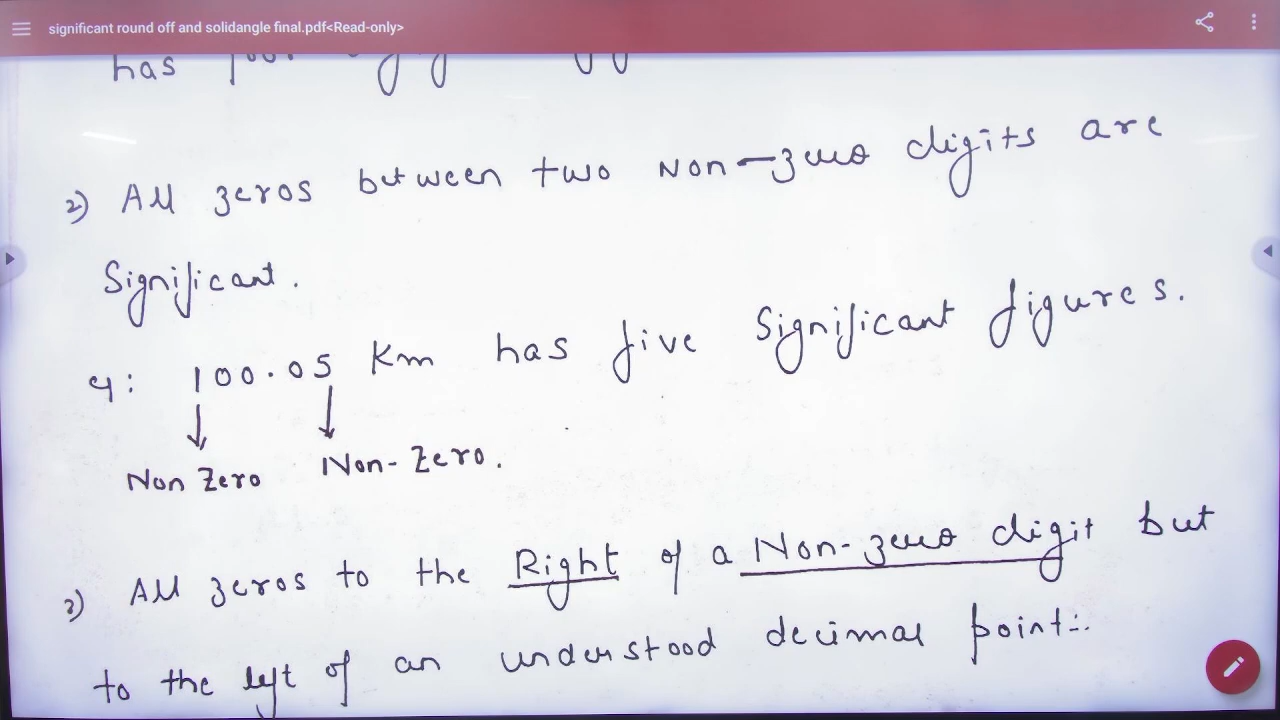 significant round off and solidangle final.pdf<Read-only>
has
2) All zeros between two Non-zero digits are
Significant.
eg: 100.05 Km has five Significant figures.
Non Zero Non-Zero.
3) All zeros to the Right of a Non-zero digit but
to the left of an understood decimal point:.